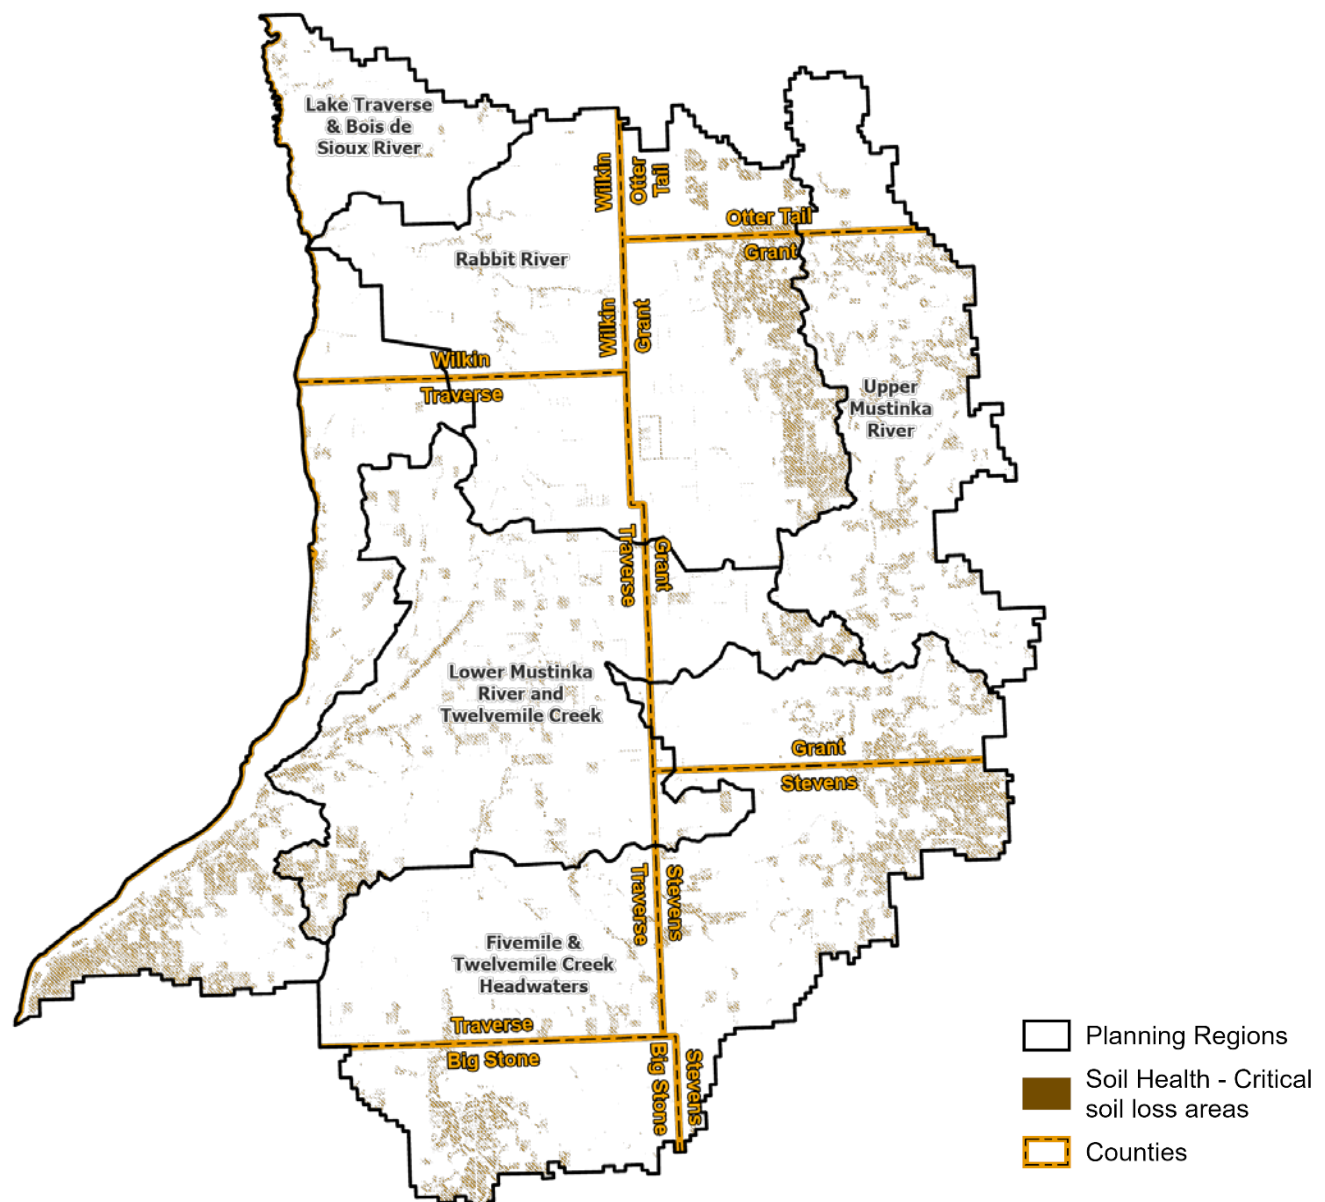 Lake Traverse
& Bois de
Sioux River
Wilkin
Otter
Tail
Otter Tail
Grant
Rabbit River
Wilkin
Grant
Wilkin
Traverse
Upper
Mustinka
River
Traverse
Grant
Lower Mustinka
River and
Twelvemile Creek
Grant
Stevens
Traverse
Stevens
Fivemile &
Twelvemile Creek
Headwaters
Traverse
Big Stone
Big Stone
Stevens
Planning Regions
Soil Health - Critical
soil loss areas
Counties